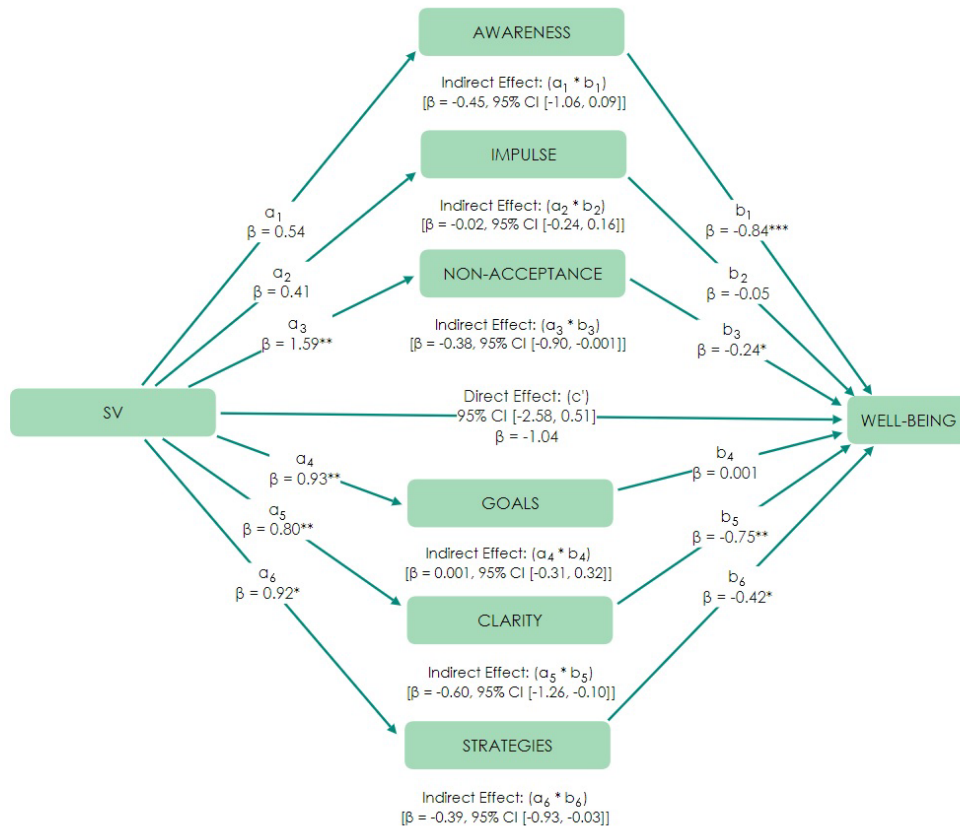 AWARENESS
Indirect Effect: (a₁ * b₁)
[β = -0.45, 95% CI [-1.06, 0.09]]
IMPULSE
Indirect Effect: (a₂ * b₂)
[β = -0.02, 95% CI [-0.24, 0.16]]
a₁
β = 0.54
b₁
β = -0.84***
NON-ACCEPTANCE
a₂
β = 0.41
b₂
β = -0.05
Indirect Effect: (a₃ * b₃)
[β = -0.38, 95% CI [-0.90, -0.001]]
a₃
β = 1.59**
b₃
β = -0.24*
SV
Direct Effect: (c')
95% CI [-2.58, 0.51]
β = -1.04
WELL-BEING
a₄
β = 0.93**
b₄
β = 0.001
GOALS
a₅
β = 0.80**
b₅
β = -0.75**
Indirect Effect: (a₄ * b₄)
[β = 0.001, 95% CI [-0.31, 0.32]]
a₆
β = 0.92*
b₆
β = -0.42*
CLARITY
Indirect Effect: (a₅ * b₅)
[β = -0.60, 95% CI [-1.26, -0.10]]
STRATEGIES
Indirect Effect: (a₆ * b₆)
[β = -0.39, 95% CI [-0.93, -0.03]]